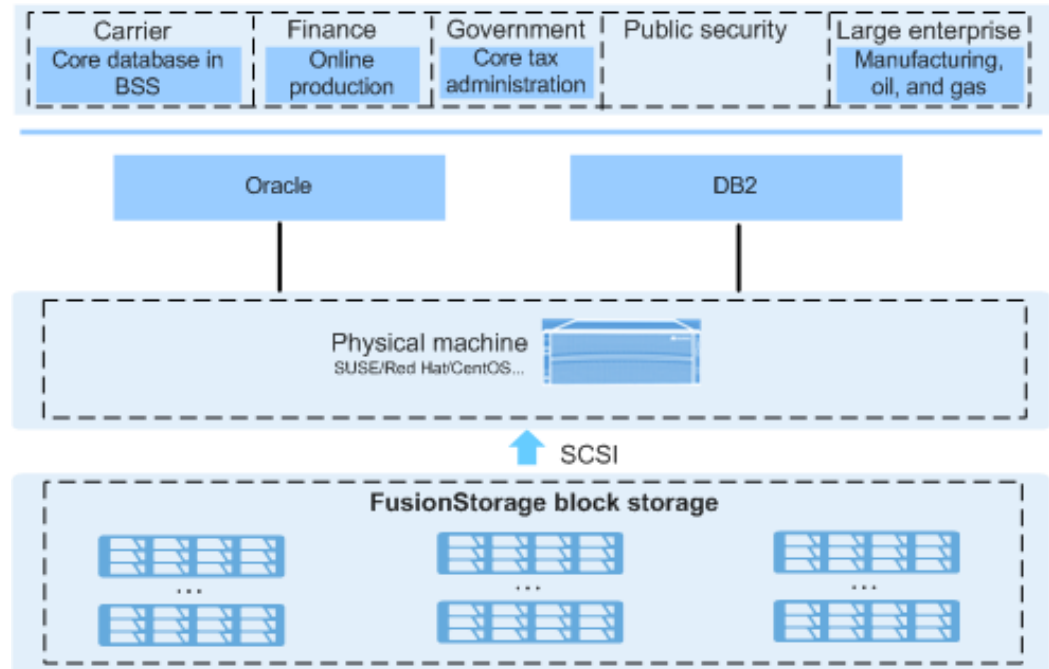 Carrier
Finance
Government
Public security
Large enterprise
Core database in
BSS
Online
production
Core tax
administration
Manufacturing,
oil, and gas
Oracle
DB2
Physical machine
SUSE/Red Hat/CentOS...
SCSI
FusionStorage block storage
...
...
...